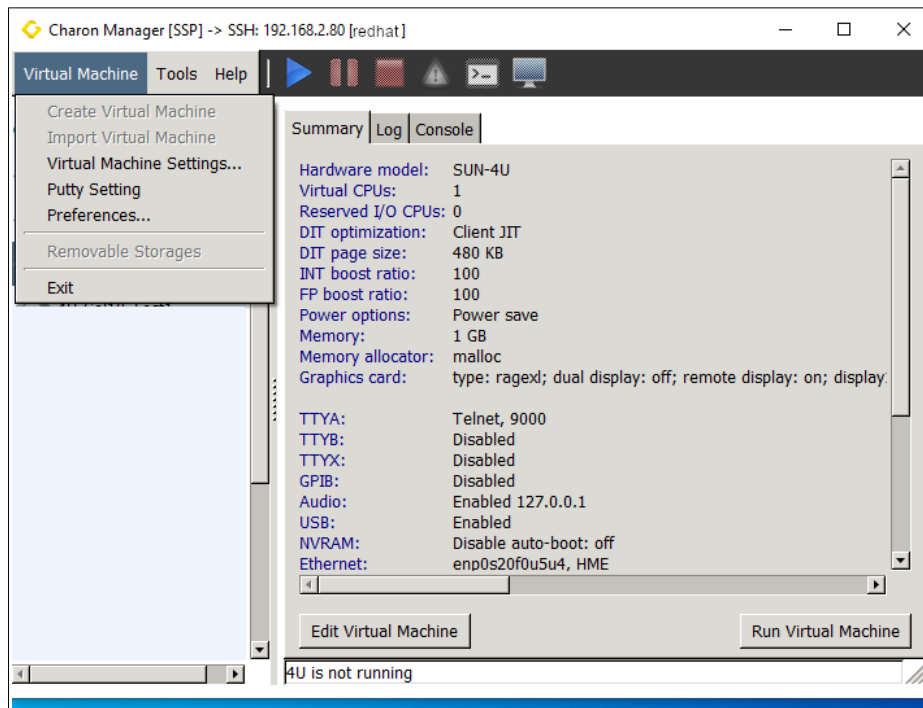 Charon Manager [SSP] -> SSH: 192.168.2.80 [redhat]
Virtual Machine Tools Help
Create Virtual Machine
Import Virtual Machine
Virtual Machine Settings...
Putty Setting
Preferences...
Removable Storages
Exit
Summary Log Console
Hardware model: SUN-4U
Virtual CPUs: 1
Reserved I/O CPUs: 0
DIT optimization: Client JIT
DIT page size: 480 KB
INT boost ratio: 100
FP boost ratio: 100
Power options: Power save
Memory: 1 GB
Memory allocator: malloc
Graphics card: type: ragexl; dual display: off; remote display: on; display
TTYA: Telnet, 9000
TTYB: Disabled
TTYX: Disabled
GPIB: Disabled
Audio: Enabled 127.0.0.1
USB: Enabled
NVRAM: Disable auto-boot: off
Ethernet: enp0s20f0u5u4, HME
Edit Virtual Machine Run Virtual Machine
4U is not running